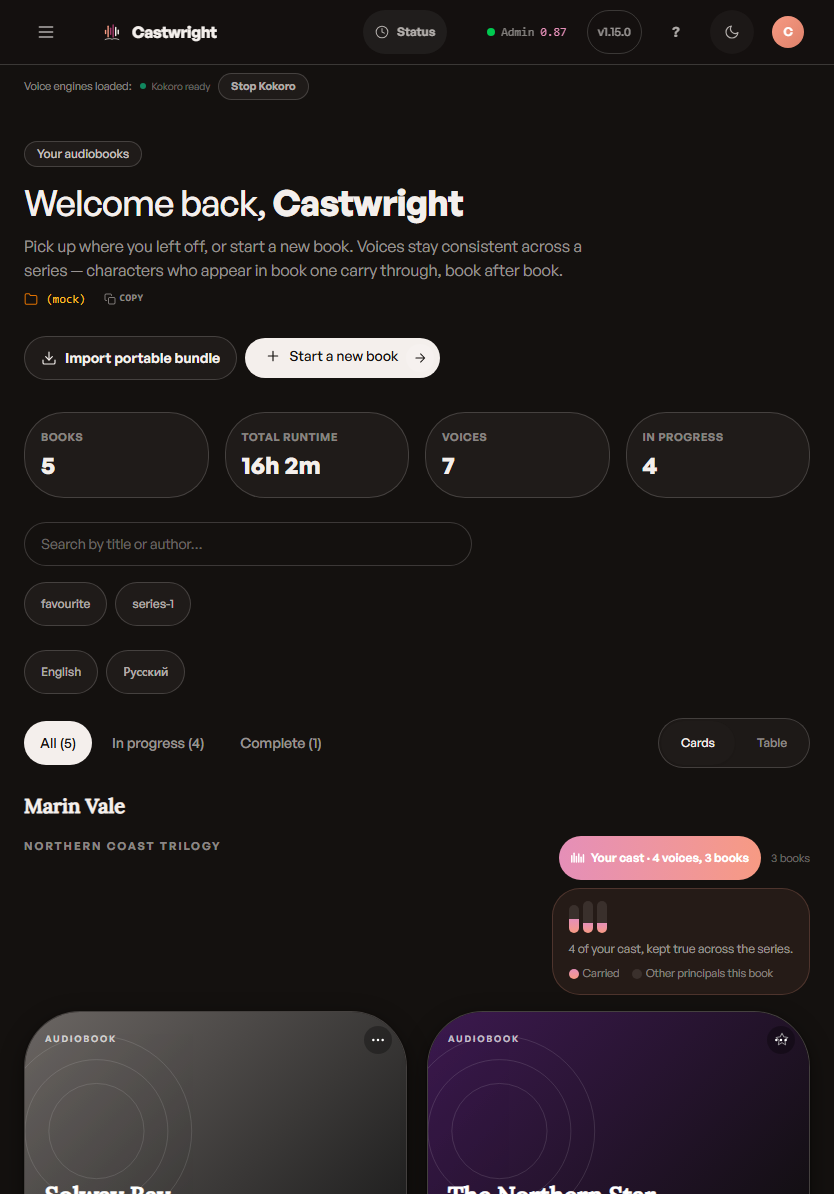 Castwright
Status
Admin 0.87
v1.15.0
?
C
Voice engines loaded:
Kokoro ready
Stop Kokoro
Your audiobooks
Welcome back, Castwright
Pick up where you left off, or start a new book. Voices stay consistent across a
series — characters who appear in book one carry through, book after book.
(mock)
COPY
Import portable bundle
Start a new book
BOOKS
5
TOTAL RUNTIME
16h 2m
VOICES
7
IN PROGRESS
4
Search by title or author...
favourite
series-1
English
Русский
All (5)
In progress (4)
Complete (1)
Cards
Table
Marin Vale
NORTHERN COAST TRILOGY
Your cast · 4 voices, 3 books
3 books
4 of your cast, kept true across the series.
Carried
Other principals this book
AUDIOBOOK
AUDIOBOOK
Solway Bay
The Northern Star